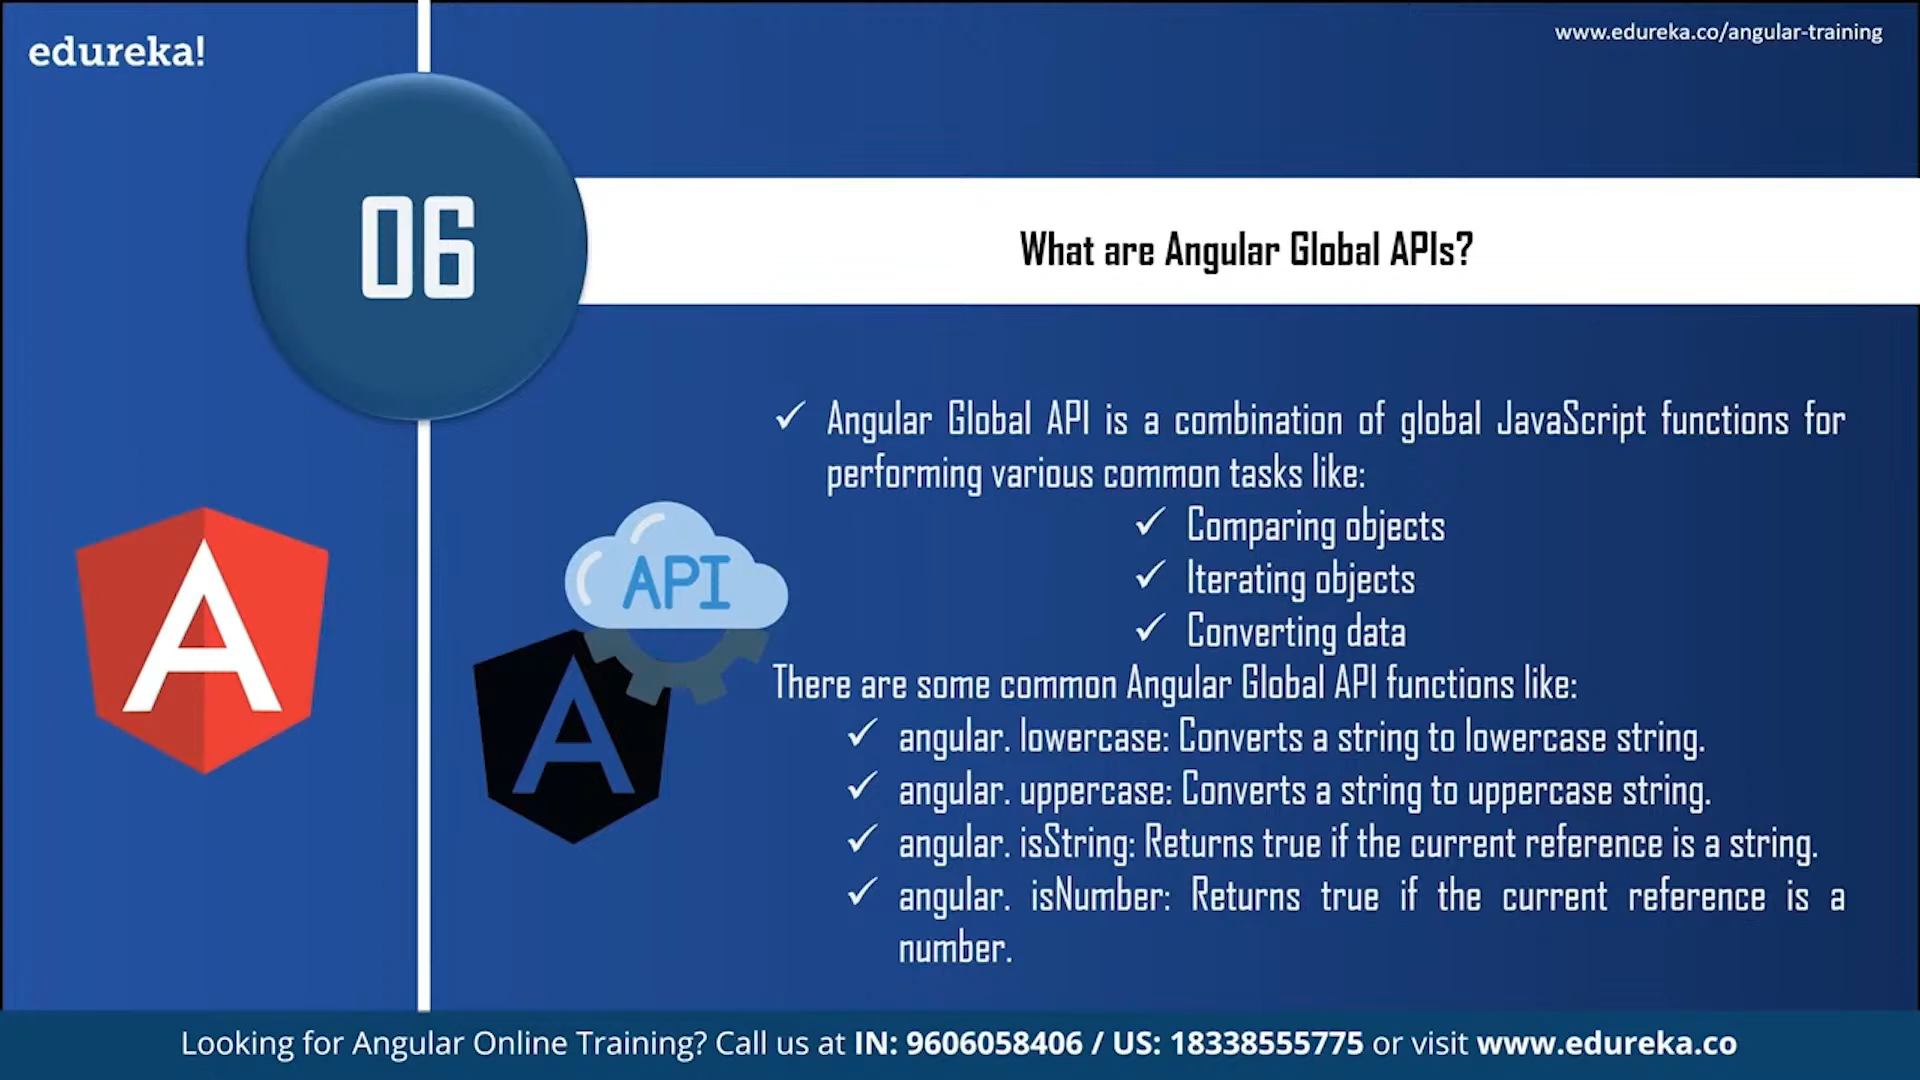 edureka!
www.edureka.co/angular-training
06
What are Angular Global APIs?
✓ Angular Global API is a combination of global JavaScript functions for
performing various common tasks like:
✓ Comparing objects
✓ Iterating objects
✓ Converting data
API
A
A
There are some common Angular Global API functions like:
✓ angular. lowercase: Converts a string to lowercase string.
✓ angular. uppercase: Converts a string to uppercase string.
✓ angular. isString: Returns true if the current reference is a string.
✓ angular. isNumber: Returns true if the current reference is a
number.
Looking for Angular Online Training? Call us at IN: 9606058406 / US: 18338555775 or visit www.edureka.co